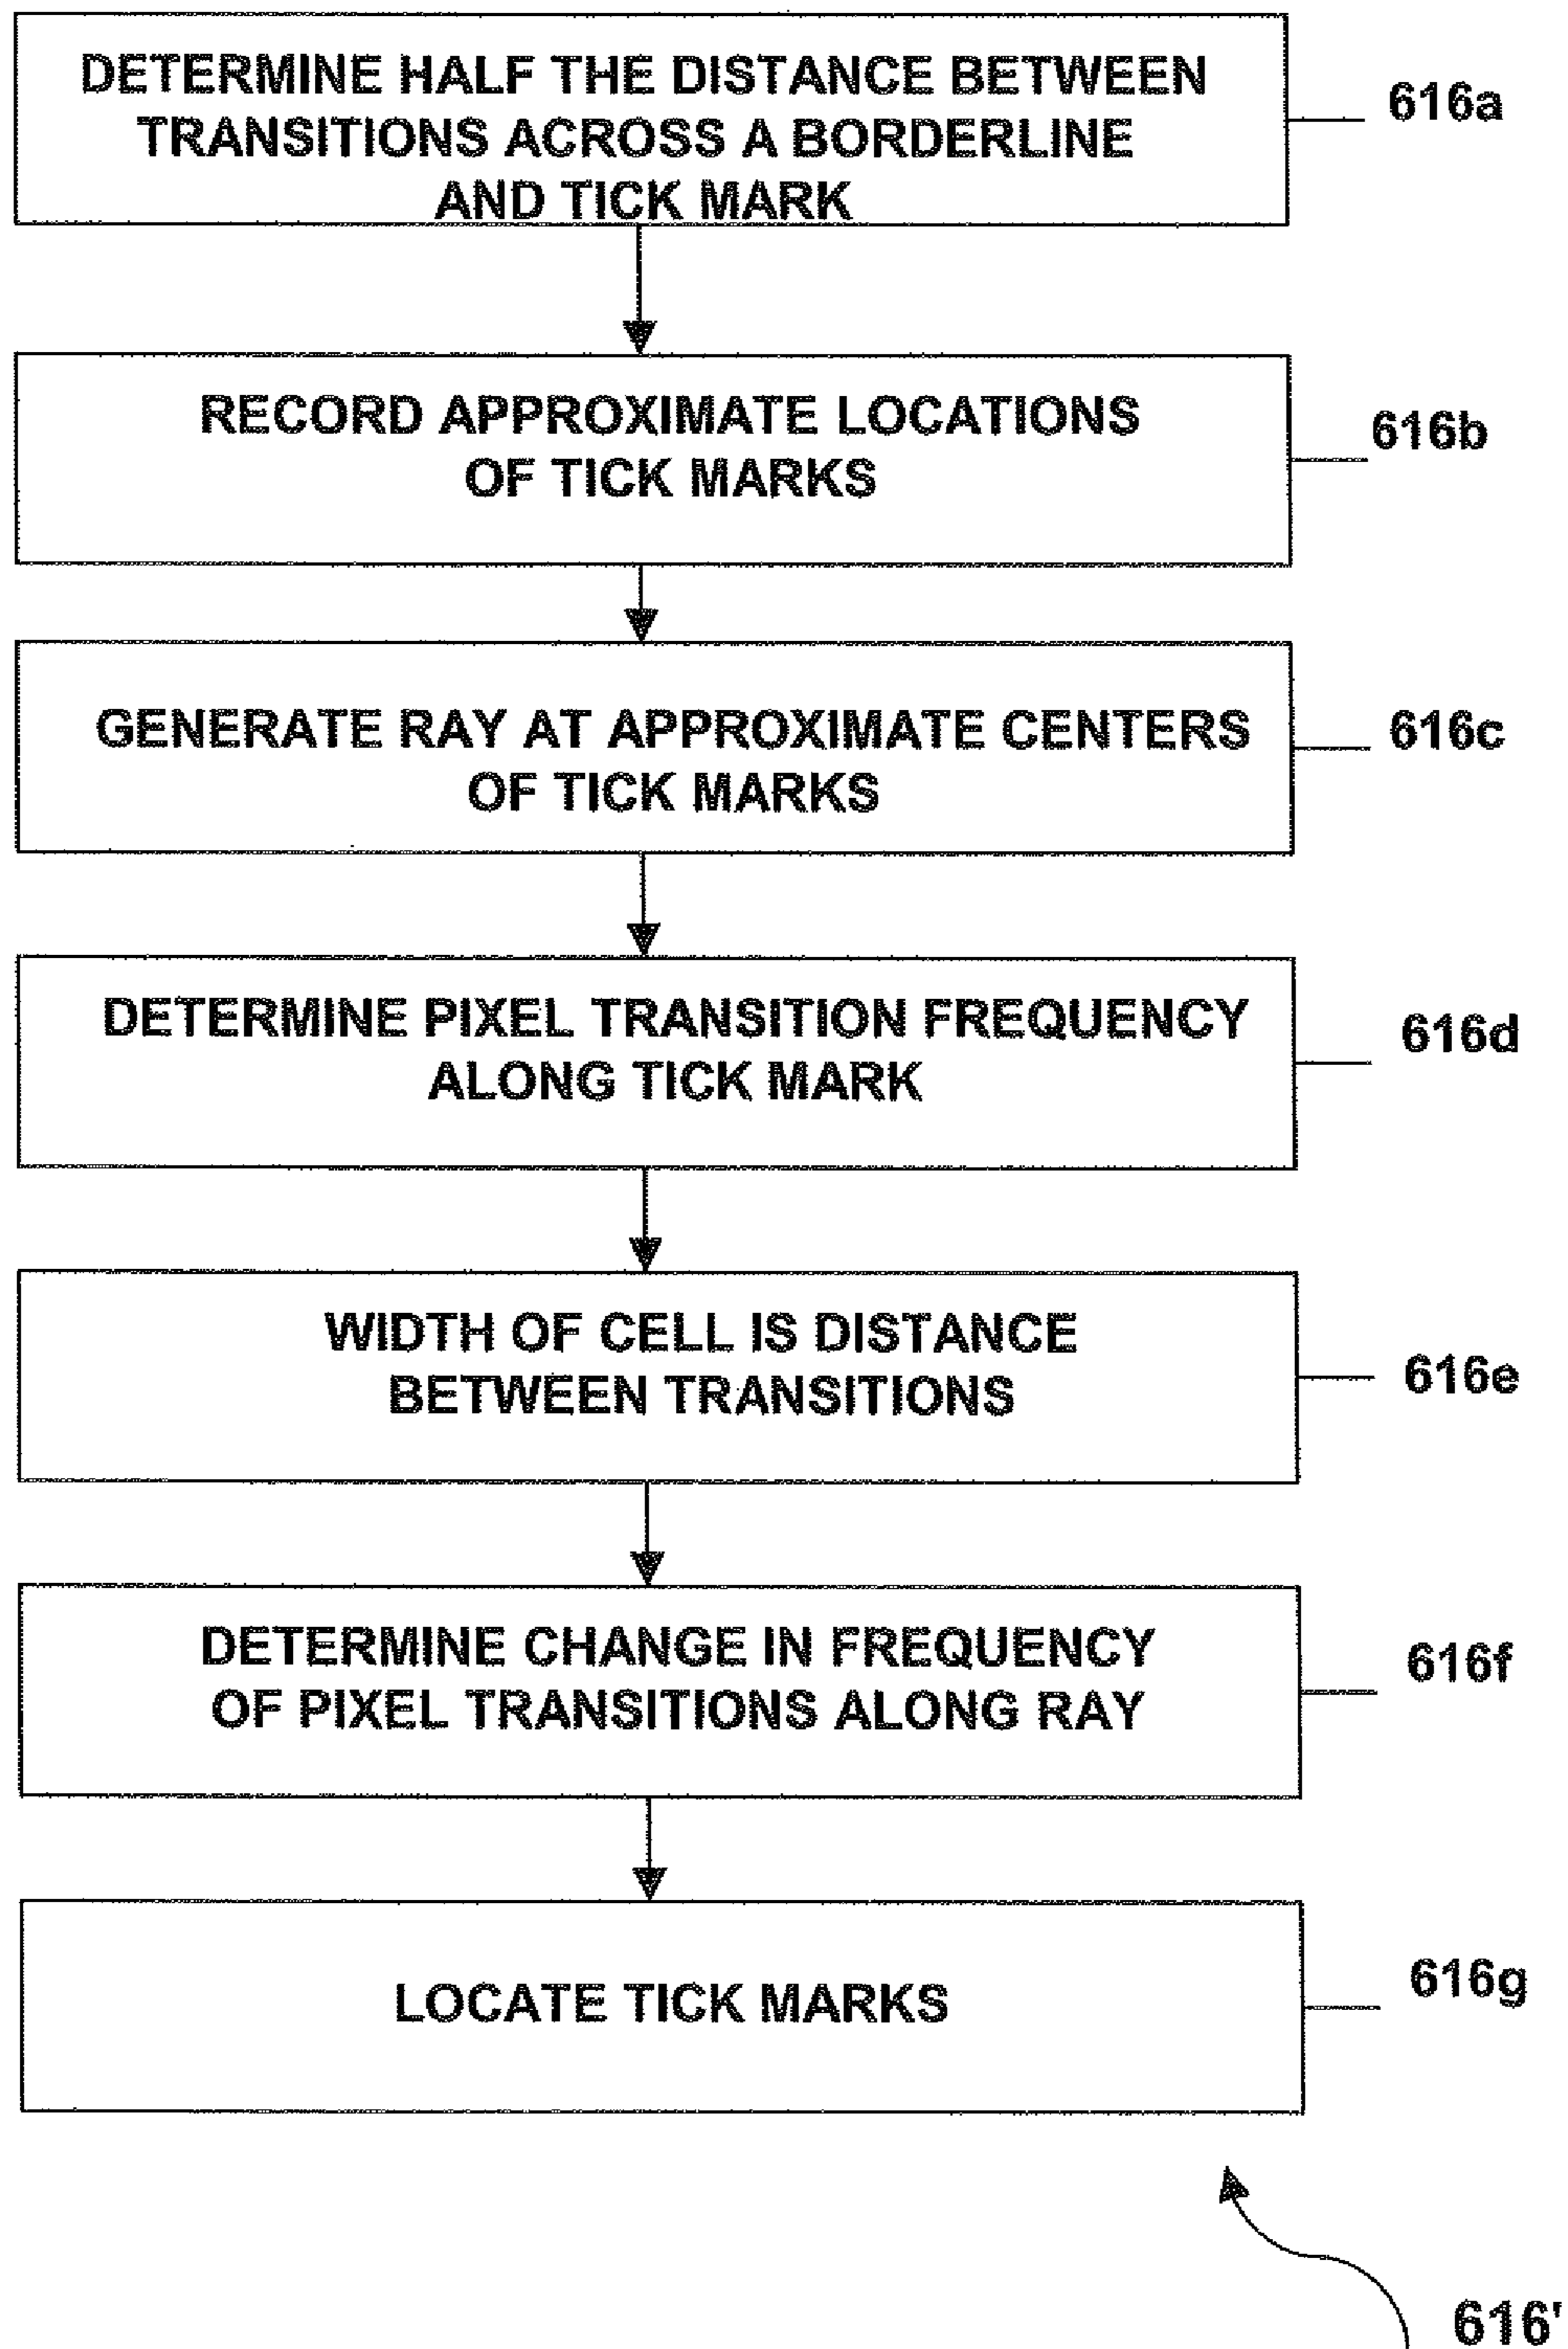 DETERMINE HALF THE DISTANCE BETWEEN
TRANSITIONS ACROSS A BORDERLINE
AND TICK MARK
616a
RECORD APPROXIMATE LOCATIONS
OF TICK MARKS
616b
GENERATE RAY AT APPROXIMATE CENTERS
OF TICK MARKS
616c
DETERMINE PIXEL TRANSITION FREQUENCY
ALONG TICK MARK
616d
WIDTH OF CELL IS DISTANCE
BETWEEN TRANSITIONS
616e
DETERMINE CHANGE IN FREQUENCY
OF PIXEL TRANSITIONS ALONG RAY
616f
LOCATE TICK MARKS
616g
616'